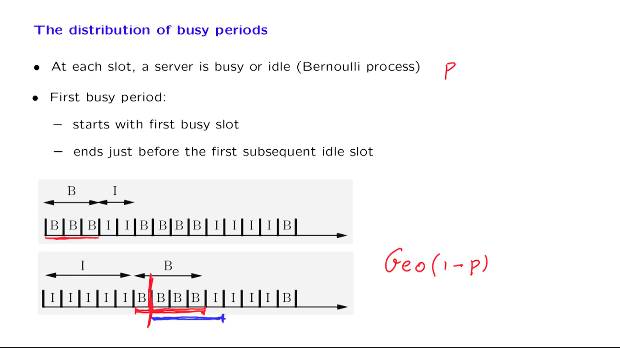 The distribution of busy periods
• At each slot, a server is busy or idle (Bernoulli process) p
• First busy period:
– starts with first busy slot
– ends just before the first subsequent idle slot
B I
B B B I I B B B B I I I I B
I B
I I I I I B B B B I I I I B
Geo(1-p)